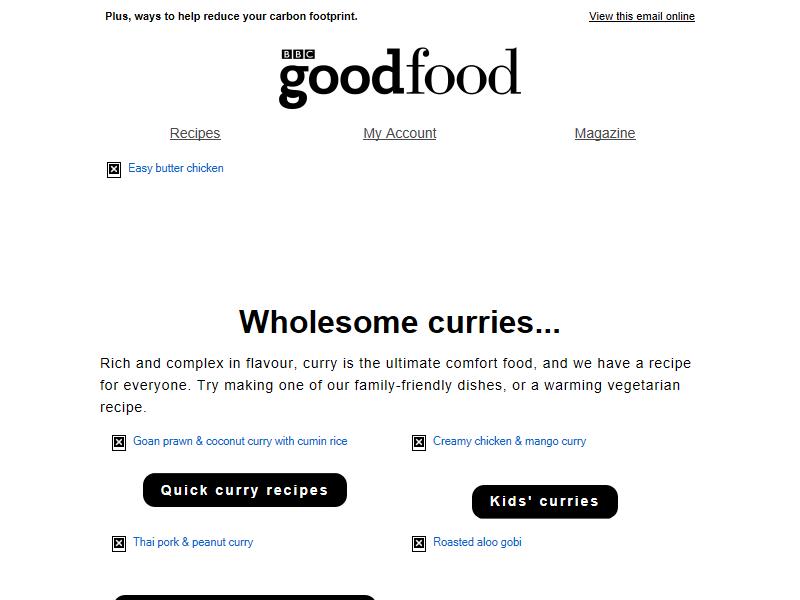 Plus, ways to help reduce your carbon footprint.
View this email online
BBC
goodfood
Recipes
My Account
Magazine
Easy butter chicken
Wholesome curries...
Rich and complex in flavour, curry is the ultimate comfort food, and we have a recipe
for everyone. Try making one of our family-friendly dishes, or a warming vegetarian
recipe.
Goan prawn & coconut curry with cumin rice
Creamy chicken & mango curry
Quick curry recipes
Kids' curries
Thai pork & peanut curry
Roasted aloo gobi